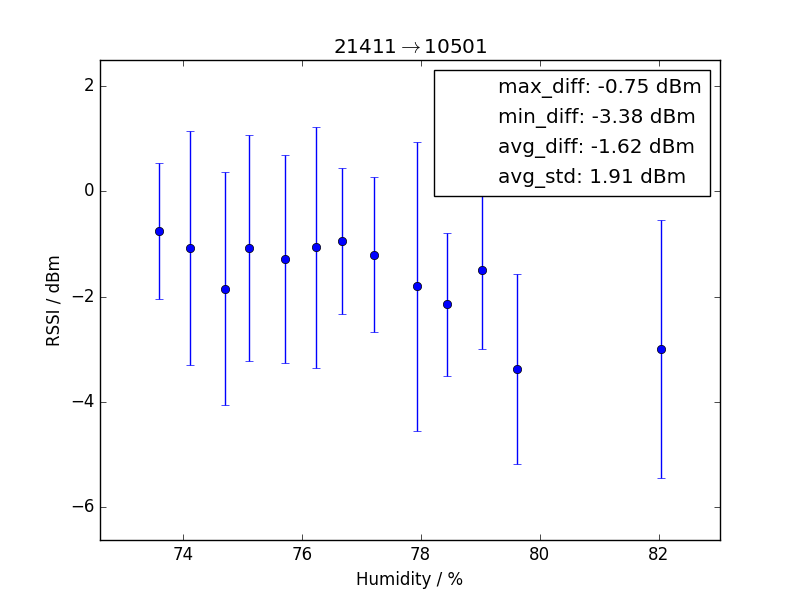 21411→10501
max_diff: -0.75 dBm
min_diff: -3.38 dBm
avg_diff: -1.62 dBm
avg_std: 1.91 dBm
RSSI / dBm
2
0
−2
−4
−6
74 76 78 80 82
Humidity / %